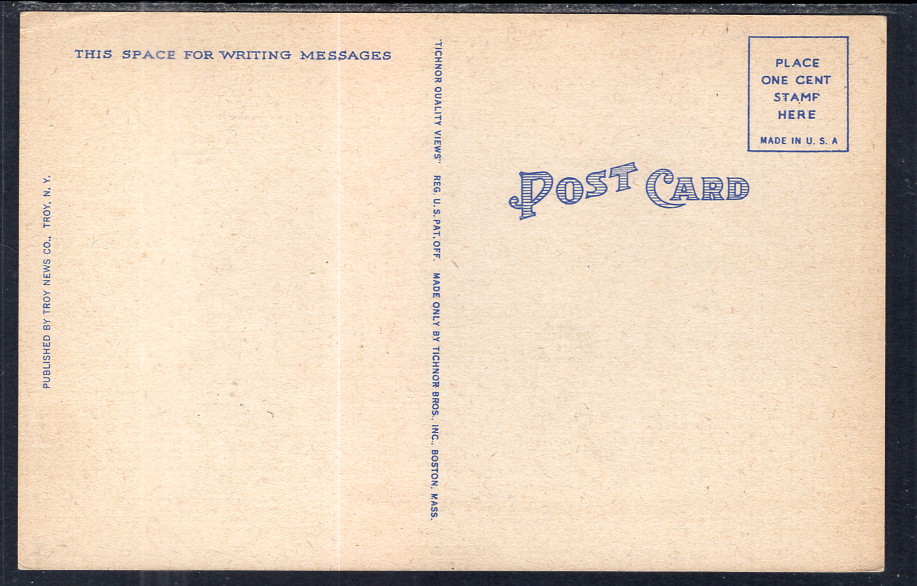 THIS SPACE FOR WRITING MESSAGES
PUBLISHED BY TROY NEWS CO., TROY, N. Y.
"TICHNOR QUALITY VIEWS" REG. U. S. PAT. OFF. MADE ONLY BY TICHNOR BROS., INC., BOSTON, MASS.
POST CARD
PLACE
ONE CENT
STAMP
HERE
MADE IN U. S. A